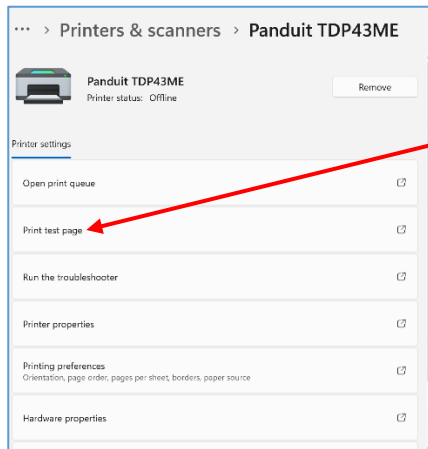 ··· > Printers & scanners > Panduit TDP43ME
Panduit TDP43ME
Printer status: Offline
Remove
Printer settings
Open print queue
Print test page
Run the troubleshooter
Printer properties
Printing preferences
Orientation, page order, pages per sheet, borders, paper source
Hardware properties